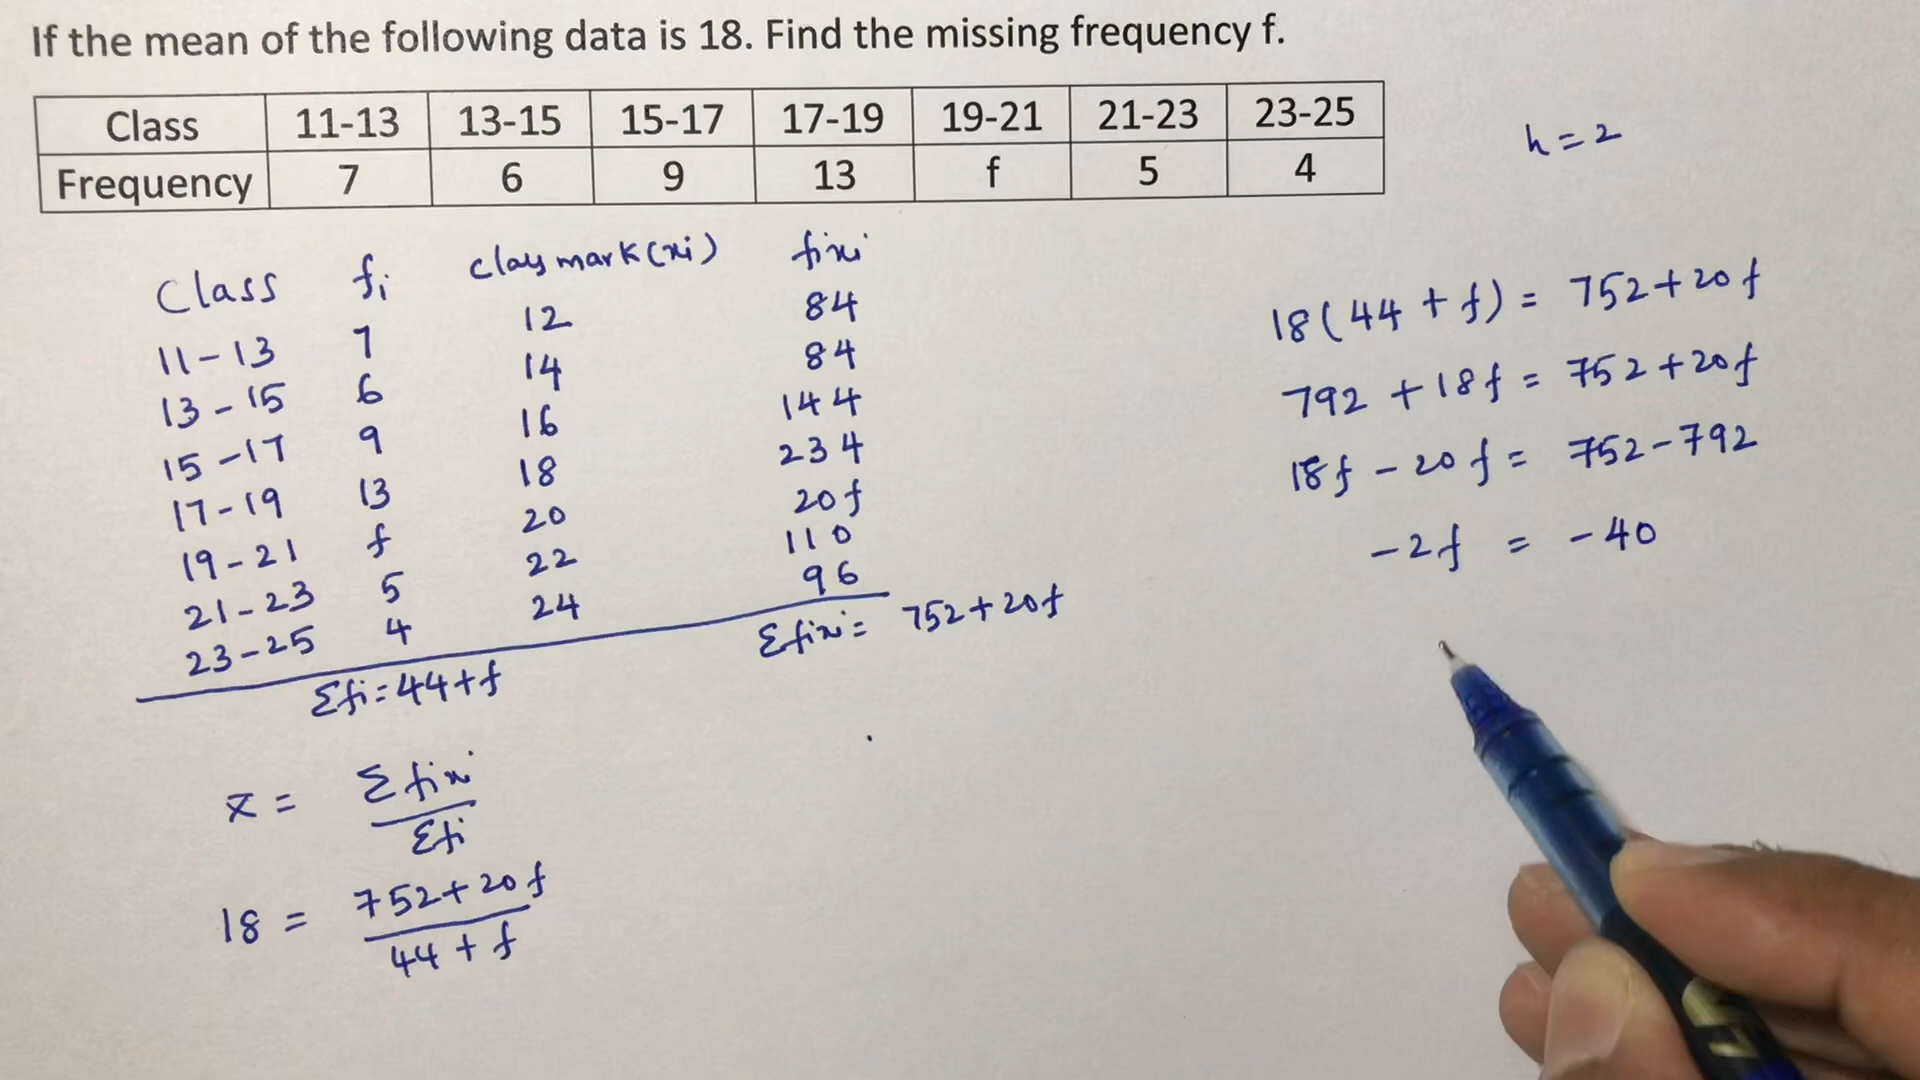 If the mean of the following data is 18. Find the missing frequency f.
Class 11-13 13-15 15-17 17-19 19-21 21-23 23-25
Frequency 7 6 9 13 f 5 4
h = 2
Class fi class mark (xi) fixi
11-13 7 12 84
13-15 6 14 84
15-17 9 16 144
17-19 13 18 234
19-21 f 20 20f
21-23 5 22 110
23-25 4 24 96
Σfi = 44+f Σfixi = 752+20f
x̄ = Σfixi / Σfi
18 = 752+20f / 44+f
18(44+f) = 752+20f
792 + 18f = 752+20f
18f - 20f = 752-792
-2f = -40